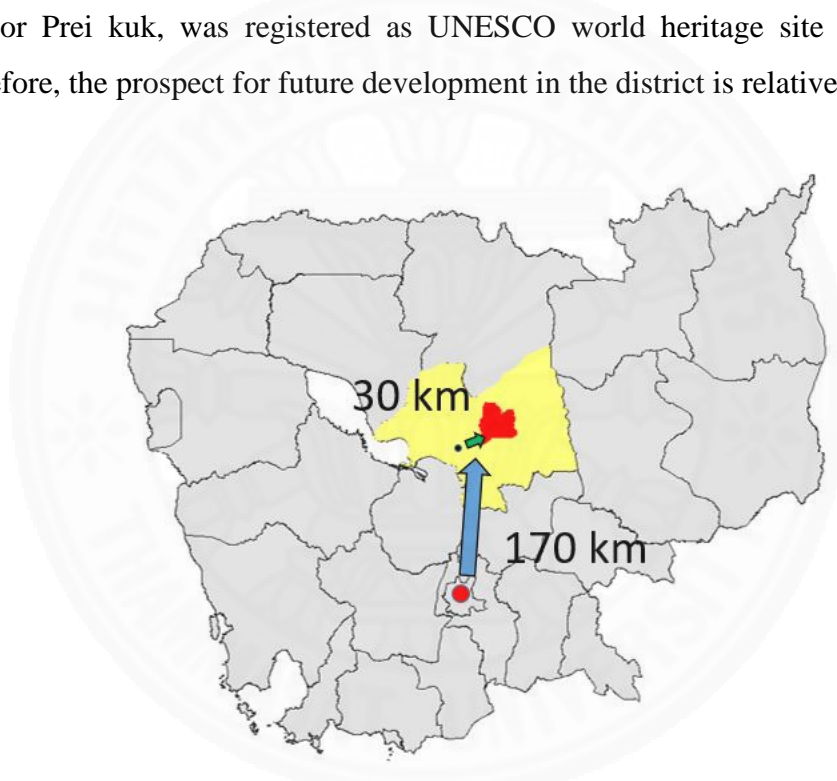 or Prei kuk, was registered as UNESCO world heritage site
efore, the prospect for future development in the district is relative
30 km
170 km